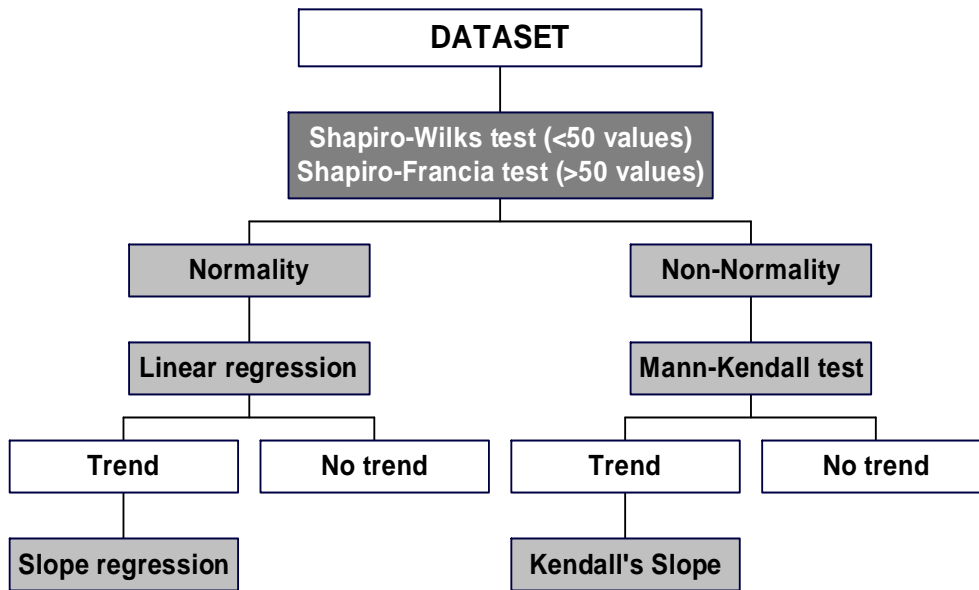 DATASET
Shapiro-Wilks test (<50 values)
Shapiro-Francia test (>50 values)
Normality
Non-Normality
Linear regression
Mann-Kendall test
Trend
No trend
Trend
No trend
Slope regression
Kendall's Slope